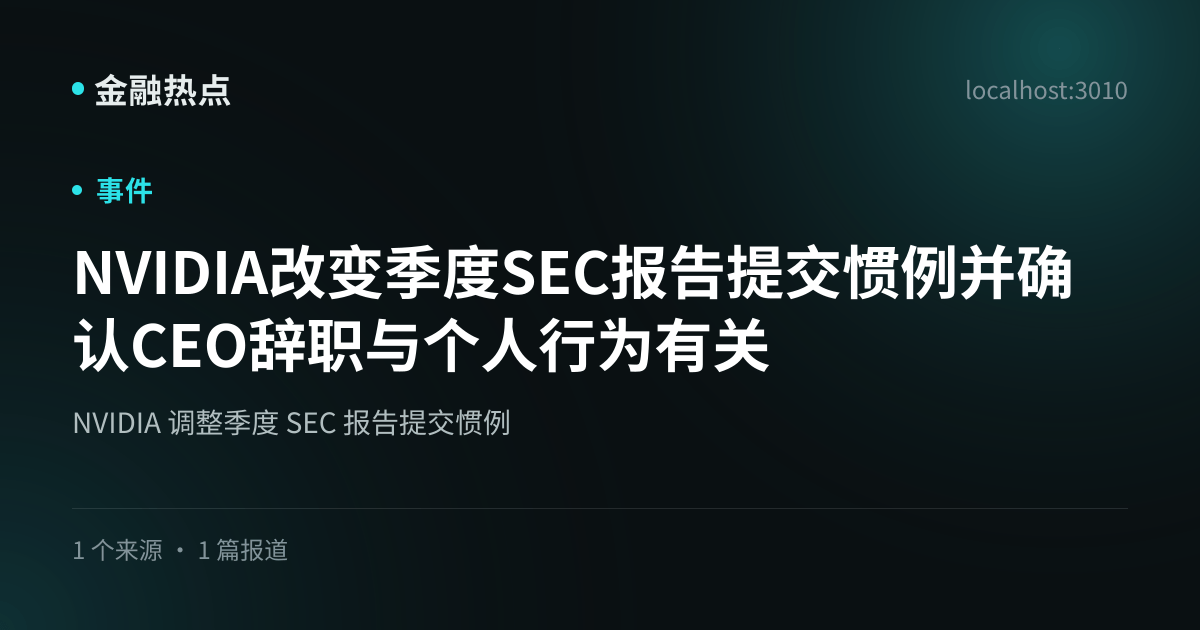 金融热点
localhost:3010
事件
NVIDIA改变季度SEC报告提交惯例并确
认CEO辞职与个人行为有关
NVIDIA 调整季度 SEC 报告提交惯例
1 个来源 · 1 篇报道